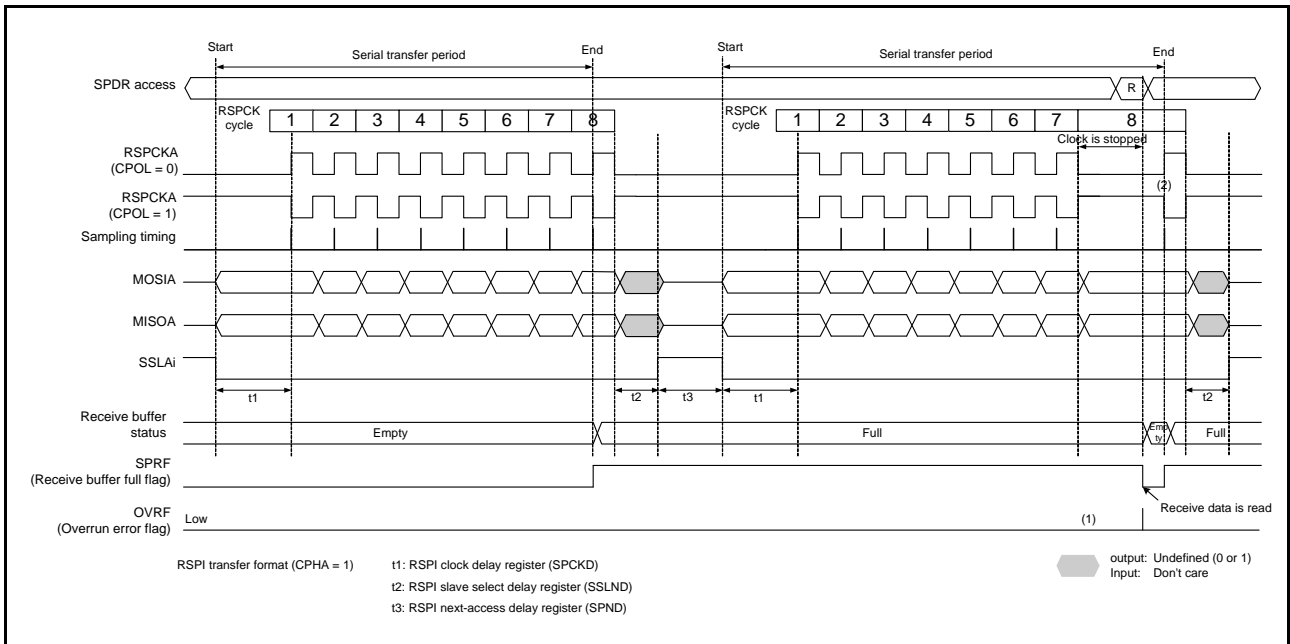 Start
Serial transfer period
End
Start
Serial transfer period
End
SPDR access
R
RSPCK
cycle
1 2 3 4 5 6 7 8
RSPCK
cycle
1 2 3 4 5 6 7 8
Clock is stopped
RSPCKA
(CPOL = 0)
(2)
RSPCKA
(CPOL = 1)
Sampling timing
MOSIA
MISOA
SSLAi
t1
t2
t3
t1
t2
Receive buffer
status
Empty
Full
Emp
ty
Full
SPRF
(Receive buffer full flag)
Receive data is read
OVRF
(Overrun error flag)
Low
(1)
RSPI transfer format (CPHA = 1)
t1: RSPI clock delay register (SPCKD)
t2: RSPI slave select delay register (SSLND)
t3: RSPI next-access delay register (SPND)
output: Undefined (0 or 1)
Input: Don't care